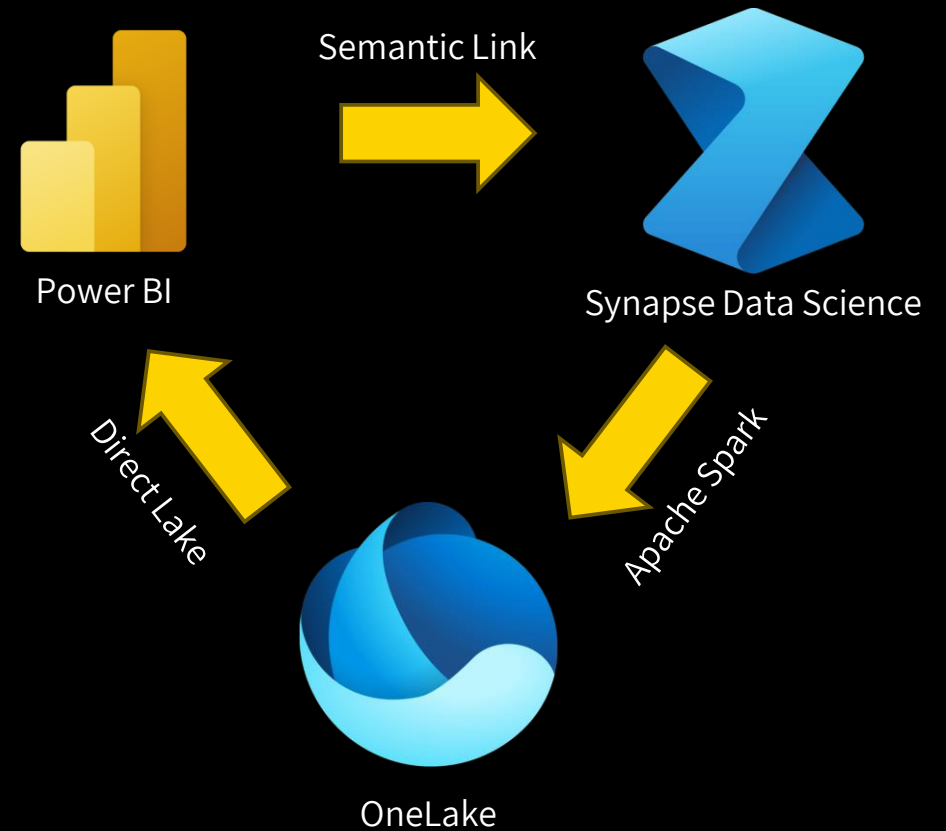 Semantic Link
Power BI
Synapse Data Science
Direct Lake
Apache Spark
OneLake